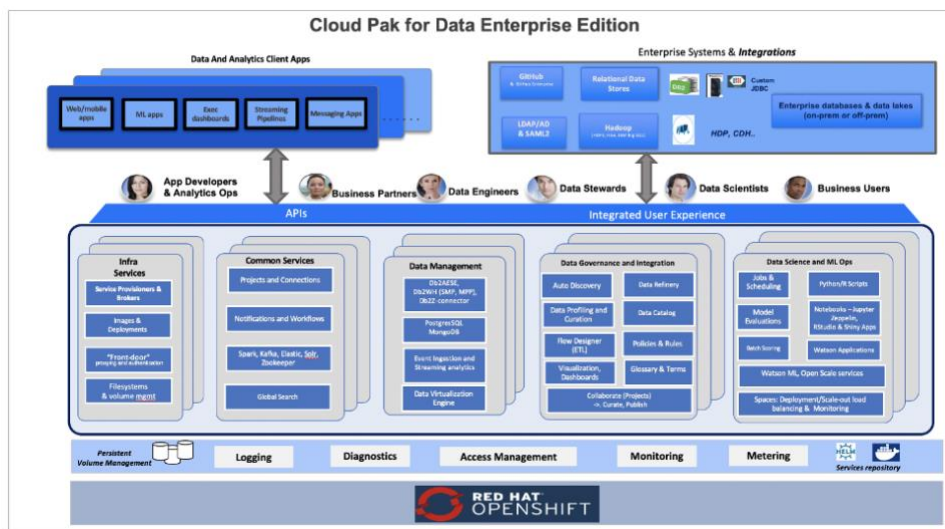 Cloud Pak for Data Enterprise Edition
Data And Analytics Client Apps
Enterprise Systems & Integrations
Web/mobile
apps
ML apps
Exec
dashboards
Streaming
Pipelines
Messaging Apps
GitHub
Relational Data
Stores
Custom
JDBC
LDAP/AD
& SAML2
Hadoop
HDP, CDH..
Enterprise databases & data lakes
(on-prem or off-prem)
App Developers
& Analytics Ops
Business Partners
Data Engineers
Data Stewards
Data Scientists
Business Users
APIs
Integrated User Experience
Infra
Services
Service Provisioners &
Brokers
Images &
Deployments
"Front-door"
proxying and authentication
Filesystems
& volume mgmt
Common Services
Projects and Connections
Notifications and Workflows
Spark, Kafka, Elastic, Solr,
Zookeeper
Global Search
Data Management
Db2AESE,
Db2WH (SMP, MPP),
Db2Z-connector
PostgresSQL
MongoDB
Event Ingestion and
Streaming analytics
Data Virtualization
Engine
Data Governance and Integration
Auto Discovery
Data Refinery
Data Profiling and
Curation
Data Catalog
Flow Designer
(ETL)
Policies & Rules
Visualization,
Dashboards
Glossary & Terms
Collaborate (Projects)
-> Curate, Publish
Data Science and ML Ops
Jobs &
Scheduling
Python/R Scripts
Model
Evaluations
Notebooks – Jupyter
Zeppelin,
RStudio & Shiny Apps
Batch Scoring
Watson Applications
Watson ML, Open Scale services
Spaces: Deployment/Scale-out load
balancing & Monitoring
Persistent
Volume Management
Logging
Diagnostics
Access Management
Monitoring
Metering
HELM
Services repository
RED HAT
OPENSHIFT